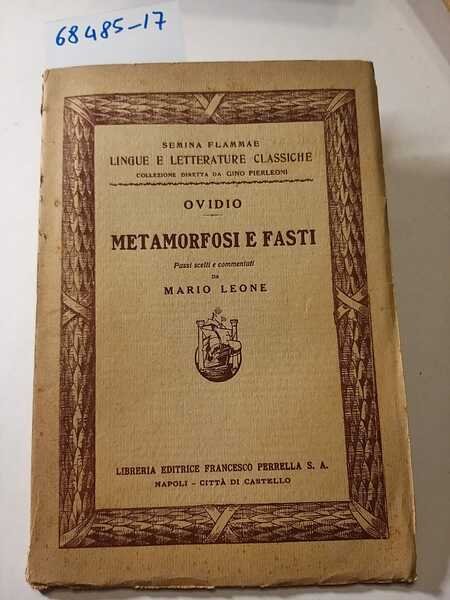 68485-17
SEMINA FLAMMAE
LINGUE E LETTERATURE CLASSICHE
COLLEZIONE DIRETTA DA GINO PIERLEONI
OVIDIO
METAMORFOSI E FASTI
Passi scelti e commentati
DA
MARIO LEONE
LIBRERIA EDITRICE FRANCESCO PERRELLA S. A.
NAPOLI - CITTÀ DI CASTELLO